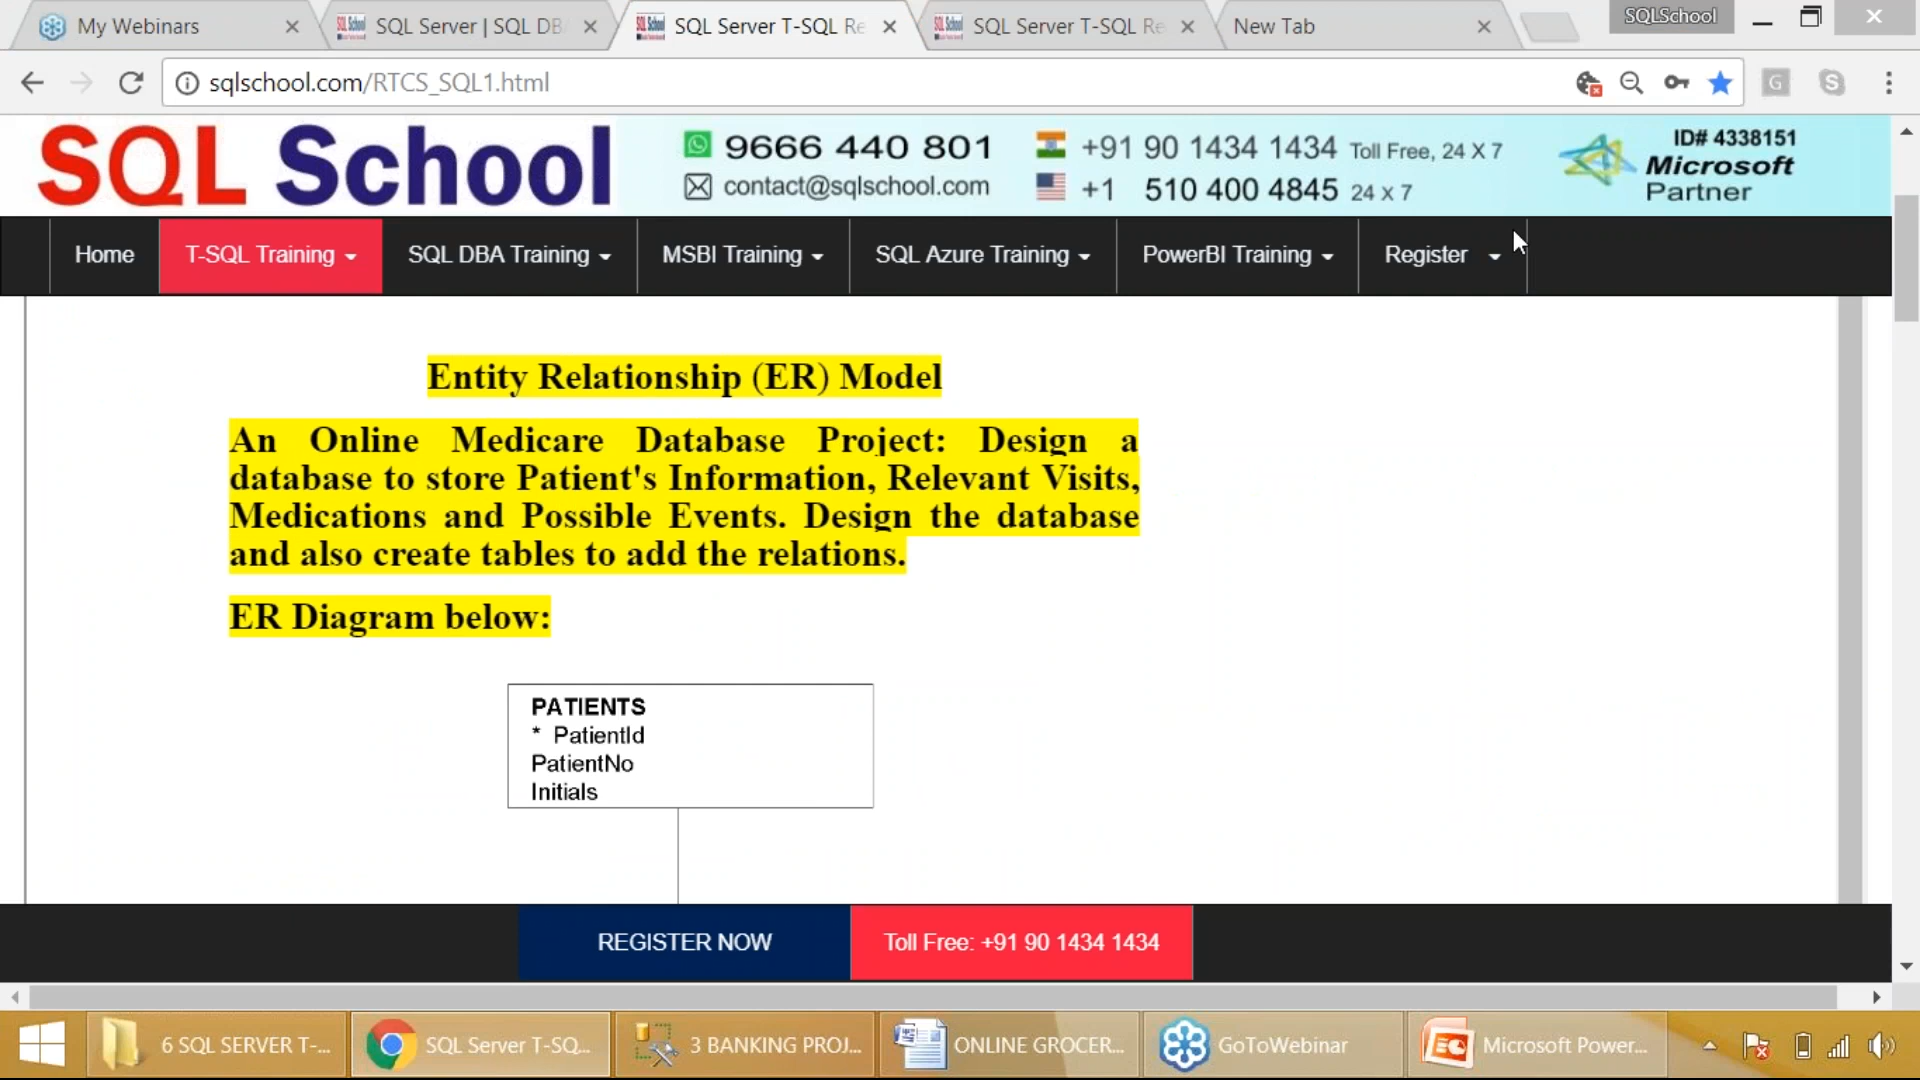 My Webinars
SQL Server | SQL DB
SQL Server T-SQL Re
SQL Server T-SQL Re
New Tab
SQLSchool
sqlschool.com/RTCS_SQL1.html
SQL School
9666 440 801
contact@sqlschool.com
+91 90 1434 1434 Toll Free, 24 X 7
+1 510 400 4845 24 x 7
ID# 4338151
Microsoft
Partner
Home
T-SQL Training
SQL DBA Training
MSBI Training
SQL Azure Training
PowerBI Training
Register
Entity Relationship (ER) Model
An Online Medicare Database Project: Design a
database to store Patient's Information, Relevant Visits,
Medications and Possible Events. Design the database
and also create tables to add the relations.
ER Diagram below:
PATIENTS
* PatientId
PatientNo
Initials
REGISTER NOW
Toll Free: +91 90 1434 1434
6 SQL SERVER T-...
SQL Server T-SQ...
3 BANKING PROJ...
ONLINE GROCER...
GoToWebinar
Microsoft Power...